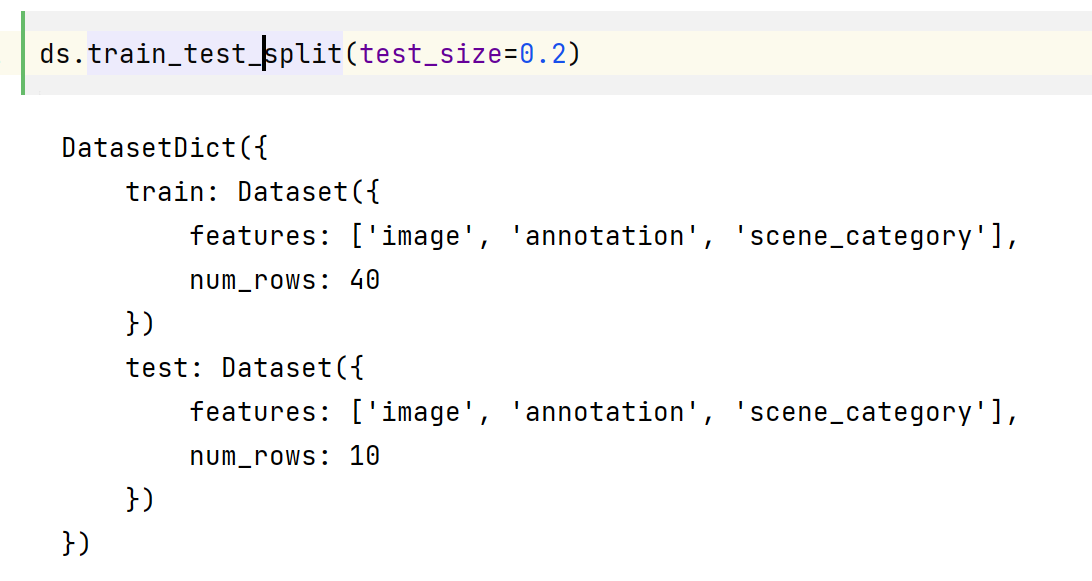 ds.train_test_split(test_size=0.2)
DatasetDict({
    train: Dataset({
        features: ['image', 'annotation', 'scene_category'],
        num_rows: 40
    })
    test: Dataset({
        features: ['image', 'annotation', 'scene_category'],
        num_rows: 10
    })
})